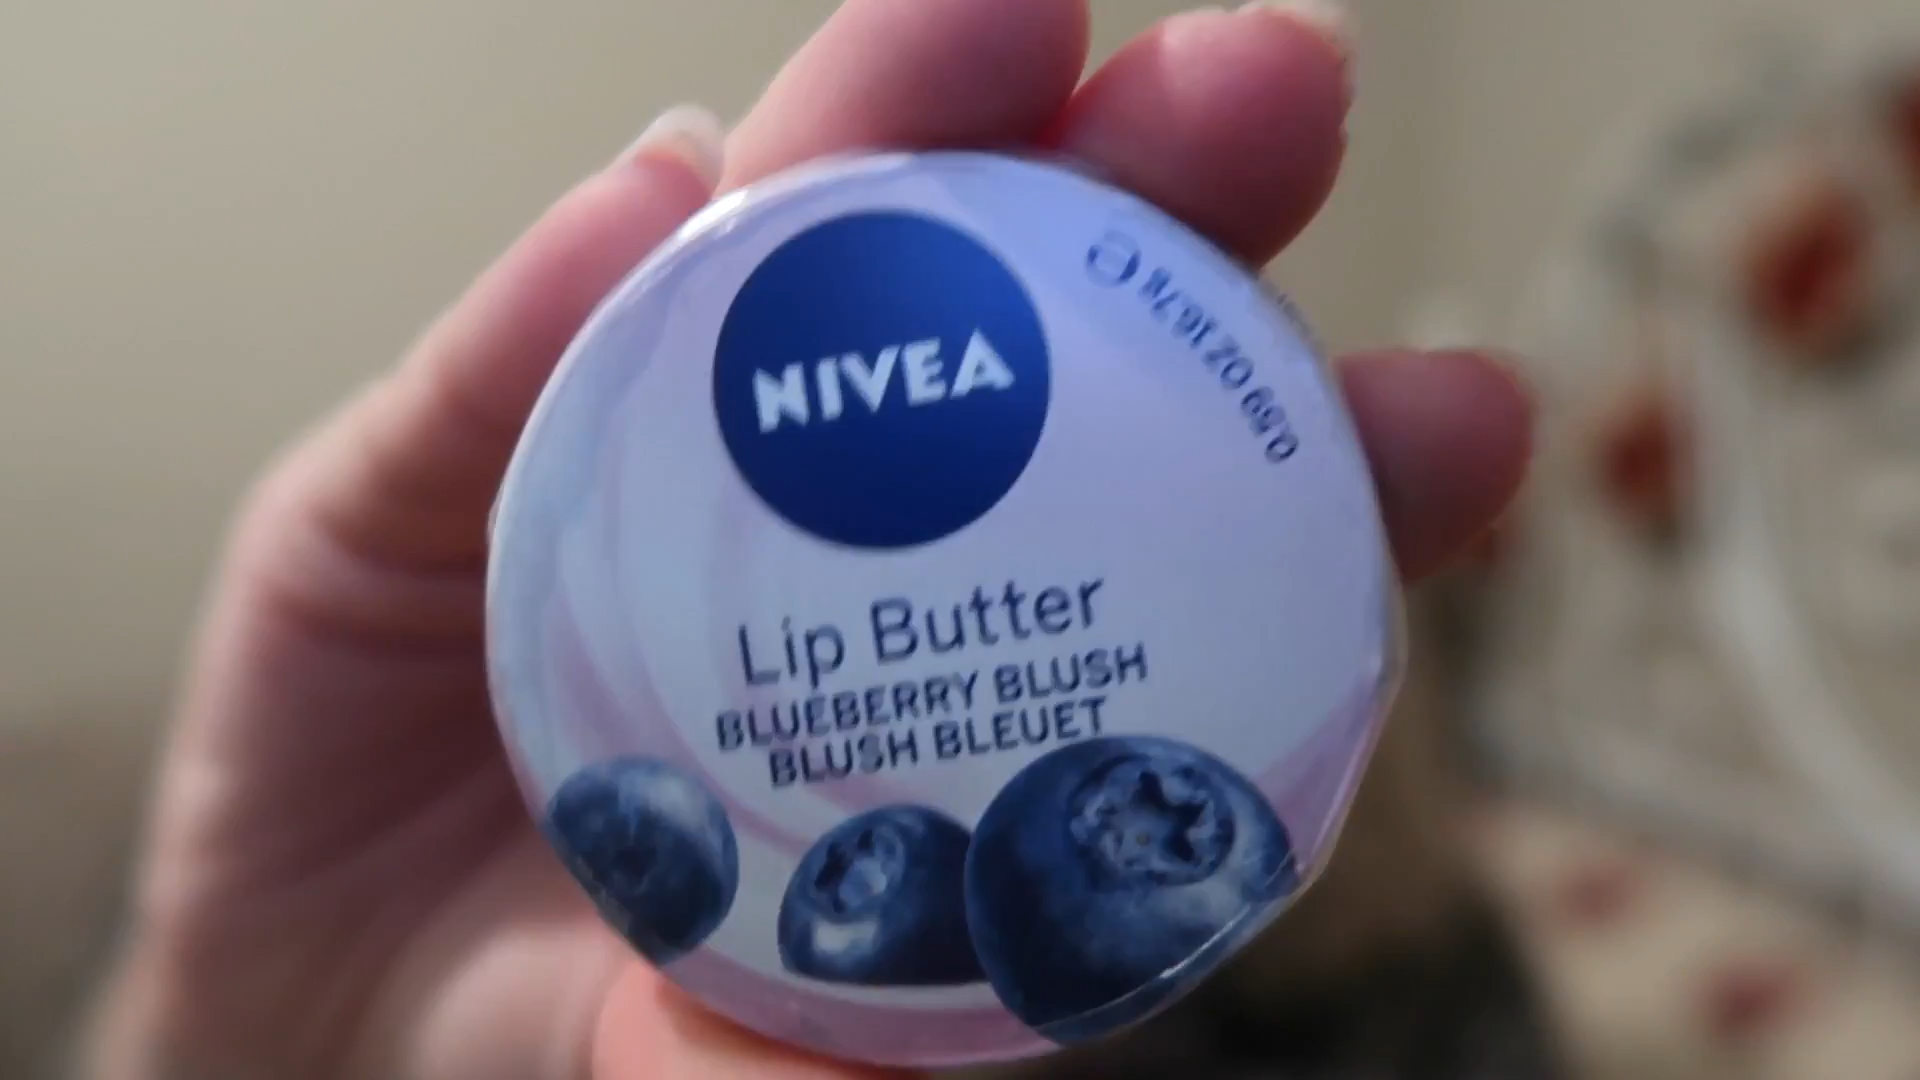 NIVEA
0.59 OZ 16.7g ℮
Lip Butter
BLUEBERRY BLUSH
BLUSH BLEUET